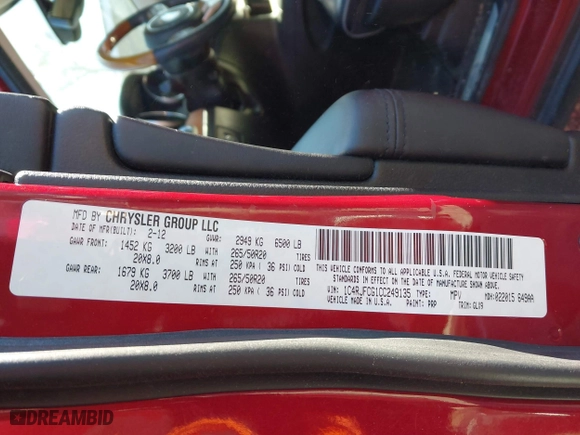 MFD BY CHRYSLER GROUP LLC
DATE OF MFR(BUILT): 2-12 GVWR: 2949 KG 6500 LB
GAWR FRONT: 1452 KG 3200 LB WITH 265/50R20 TIRES
20X8.0 RIMS AT 250 KPA ( 36 PSI) COLD
GAWR REAR: 1679 KG 3700 LB WITH 265/50R20 TIRES
20X8.0 RIMS AT 250 KPA ( 36 PSI) COLD
THIS VEHICLE CONFORMS TO ALL APPLICABLE U.S.A. FEDERAL MOTOR VEHICLE SAFETY
STANDARDS IN EFFECT ON THE DATE OF MANUFACTURE SHOWN ABOVE.
VIN: 1C4RJFCG1CC249135 TYPE: MPV MDH:022015 649AA
MADE IN U.S.A. PAINT: PRP TRIM:GLX9
DREAMBID